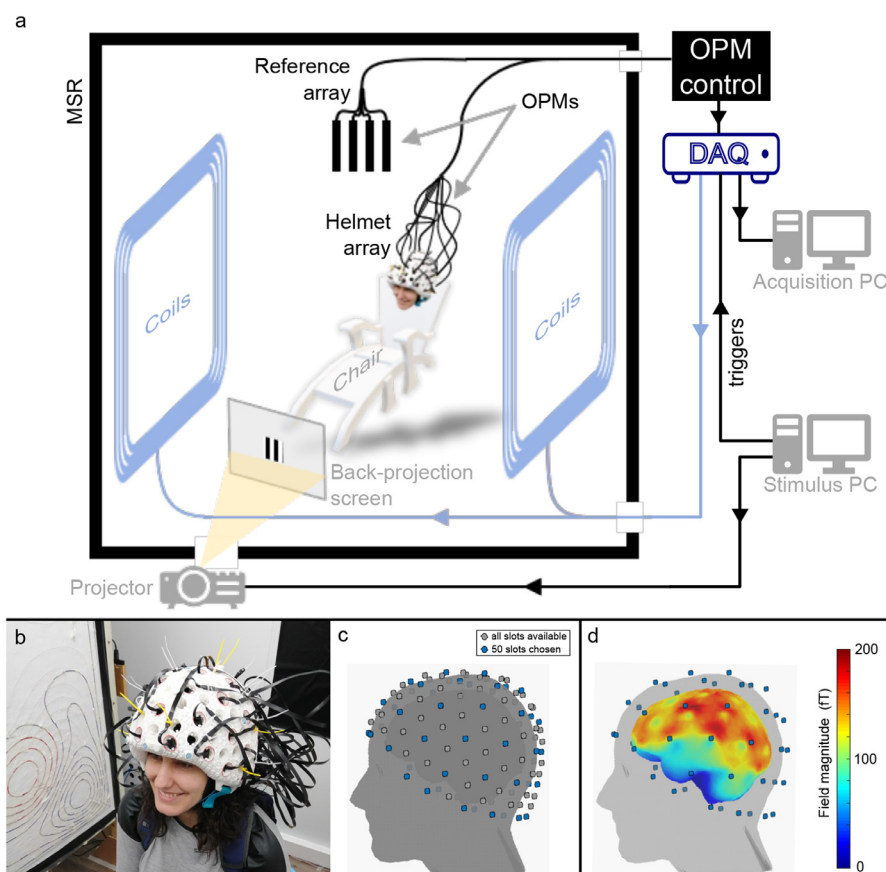 a
MSR
Reference
array
OPMs
OPM
control
DAQ
Helmet
array
Acquisition PC
Coils
Coils
Chair
triggers
Back-projection
screen
Stimulus PC
Projector
b
c
all slots available
50 slots chosen
d
200
100
0
Field magnitude (fT)